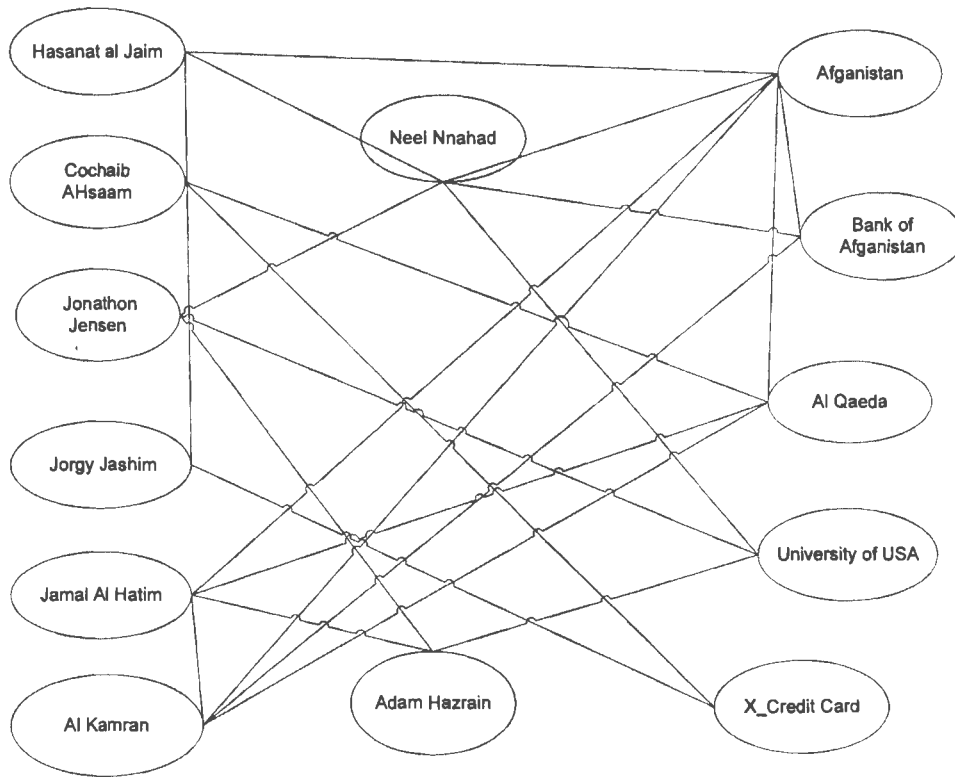 Hasanat al Jaim
Afganistan
Neel Nnahad
Cochaib
AHsaam
Bank of
Afganistan
Jonathon
Jensen
Al Qaeda
Jorgy Jashim
University of USA
Jamal Al Hatim
Adam Hazrain
X_Credit Card
Al Kamran